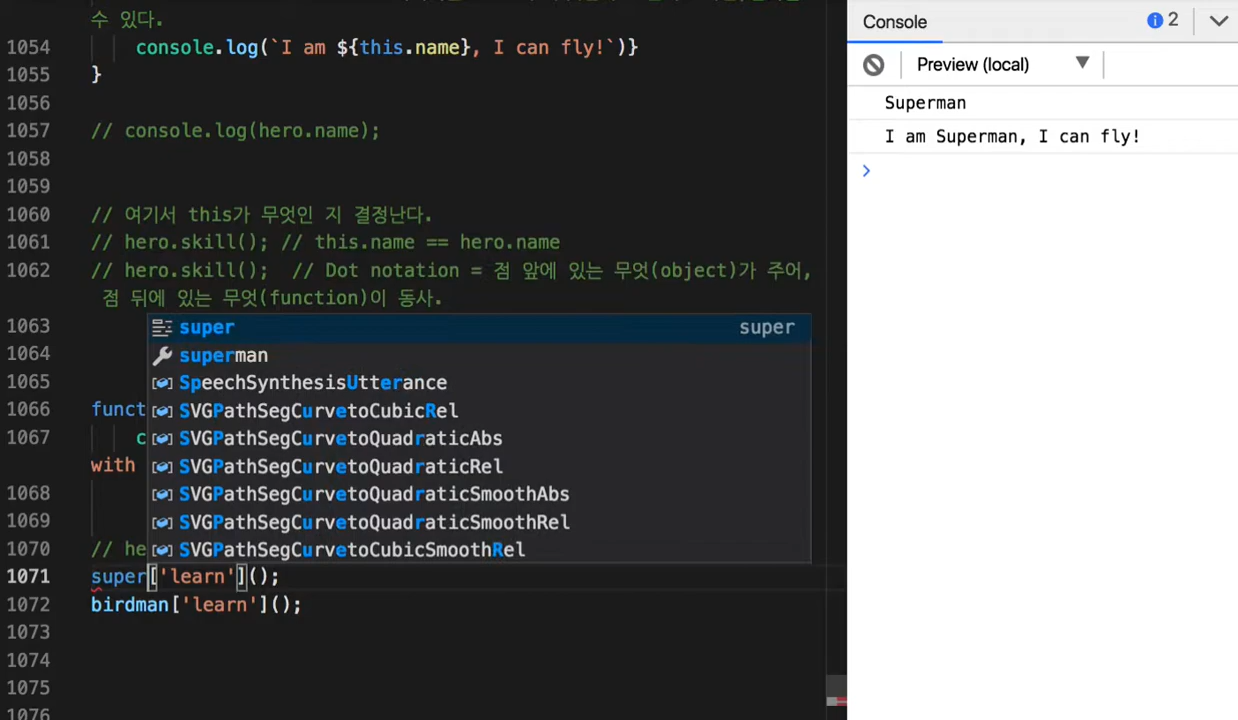 수 있다.
1054 console.log(`I am ${this.name}, I can fly!`)}
1055 }
1056
1057 // console.log(hero.name);
1058
1059
1060 // 여기서 this가 무엇인 지 결정난다.
1061 // hero.skill(); // this.name == hero.name
1062 // hero.skill();  // Dot notation = 점 앞에 있는 무엇(object)가 주어,
점 뒤에 있는 무엇(function)이 동사.
1063
super super
1064
superman
1065
SpeechSynthesisUtterance
1066 funct
SVGPathSegCurvetoCubicRel
1067 c
SVGPathSegCurvetoQuadraticAbs
with
SVGPathSegCurvetoQuadraticRel
1068
SVGPathSegCurvetoQuadraticSmoothAbs
1069
SVGPathSegCurvetoQuadraticSmoothRel
1070 // he
SVGPathSegCurvetoCubicSmoothRel
1071 super['learn']();
1072 birdman['learn']();
1073
1074
1075
1076
Console 2
Preview (local)
Superman
I am Superman, I can fly!